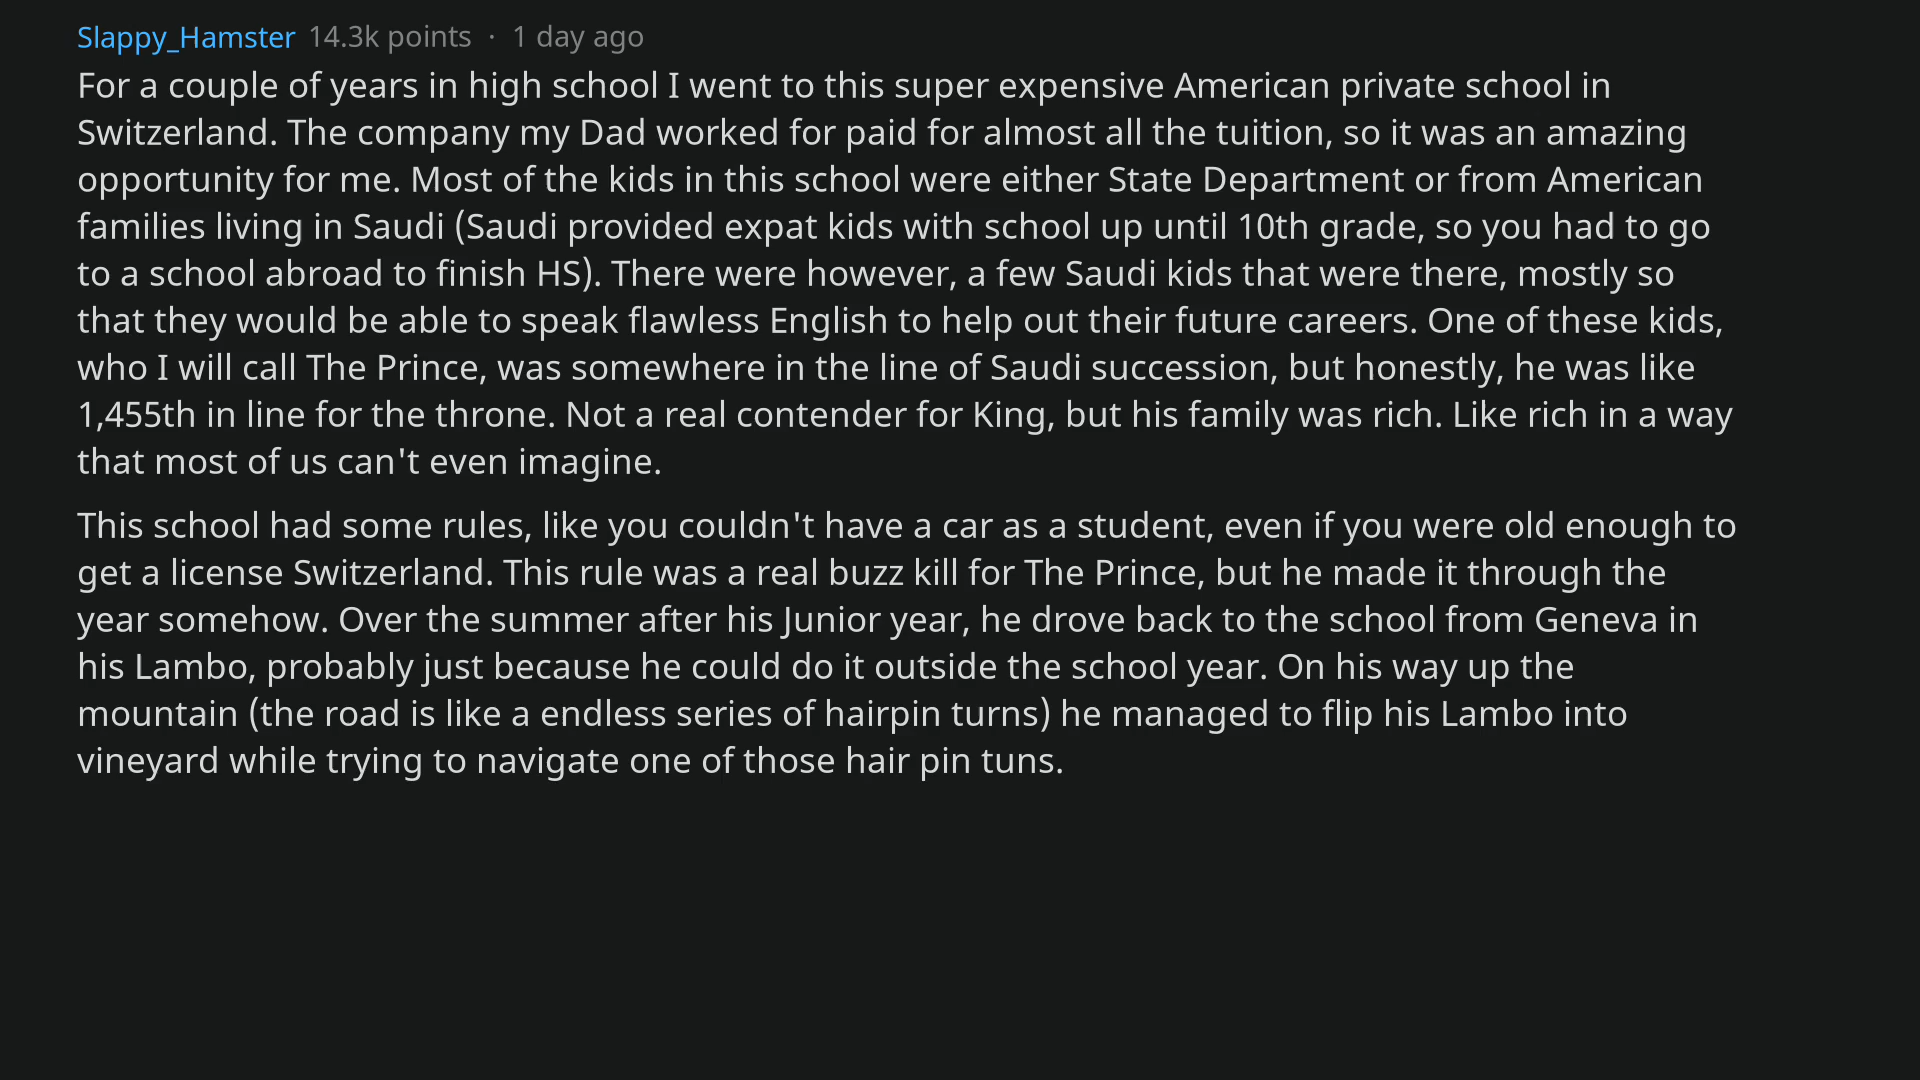 Slappy_Hamster 14.3k points · 1 day ago
For a couple of years in high school I went to this super expensive American private school in
Switzerland. The company my Dad worked for paid for almost all the tuition, so it was an amazing
opportunity for me. Most of the kids in this school were either State Department or from American
families living in Saudi (Saudi provided expat kids with school up until 10th grade, so you had to go
to a school abroad to finish HS). There were however, a few Saudi kids that were there, mostly so
that they would be able to speak flawless English to help out their future careers. One of these kids,
who I will call The Prince, was somewhere in the line of Saudi succession, but honestly, he was like
1,455th in line for the throne. Not a real contender for King, but his family was rich. Like rich in a way
that most of us can't even imagine.
This school had some rules, like you couldn't have a car as a student, even if you were old enough to
get a license Switzerland. This rule was a real buzz kill for The Prince, but he made it through the
year somehow. Over the summer after his Junior year, he drove back to the school from Geneva in
his Lambo, probably just because he could do it outside the school year. On his way up the
mountain (the road is like a endless series of hairpin turns) he managed to flip his Lambo into
vineyard while trying to navigate one of those hair pin tuns.